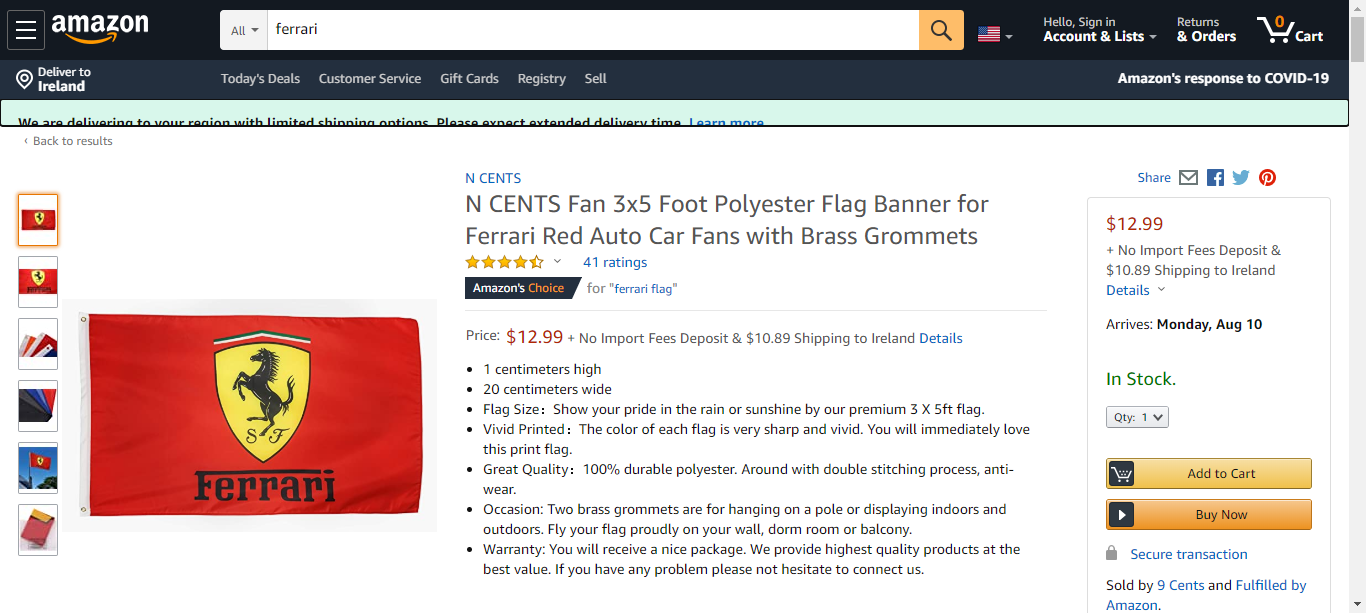 amazon
All
ferrari
Hello, Sign in
Account & Lists
Returns
& Orders
0
Cart
Deliver to
Ireland
Today's Deals
Customer Service
Gift Cards
Registry
Sell
Amazon's response to COVID-19
We are delivering to your region with limited shipping options. Please expect extended delivery time. Learn more
‹ Back to results
N CENTS
N CENTS Fan 3x5 Foot Polyester Flag Banner for
Ferrari Red Auto Car Fans with Brass Grommets
41 ratings
Amazon's Choice for "ferrari flag"
Price: $12.99 + No Import Fees Deposit & $10.89 Shipping to Ireland Details
• 1 centimeters high
• 20 centimeters wide
• Flag Size：Show your pride in the rain or sunshine by our premium 3 X 5ft flag.
• Vivid Printed：The color of each flag is very sharp and vivid. You will immediately love
this print flag.
• Great Quality：100% durable polyester. Around with double stitching process, anti-
wear.
• Occasion: Two brass grommets are for hanging on a pole or displaying indoors and
outdoors. Fly your flag proudly on your wall, dorm room or balcony.
• Warranty: You will receive a nice package. We provide highest quality products at the
best value. If you have any problem please not hesitate to connect us.
S F
Ferrari
Share
$12.99
+ No Import Fees Deposit &
$10.89 Shipping to Ireland
Details
Arrives: Monday, Aug 10
In Stock.
Qty: 1
Add to Cart
Buy Now
Secure transaction
Sold by 9 Cents and Fulfilled by
Amazon.